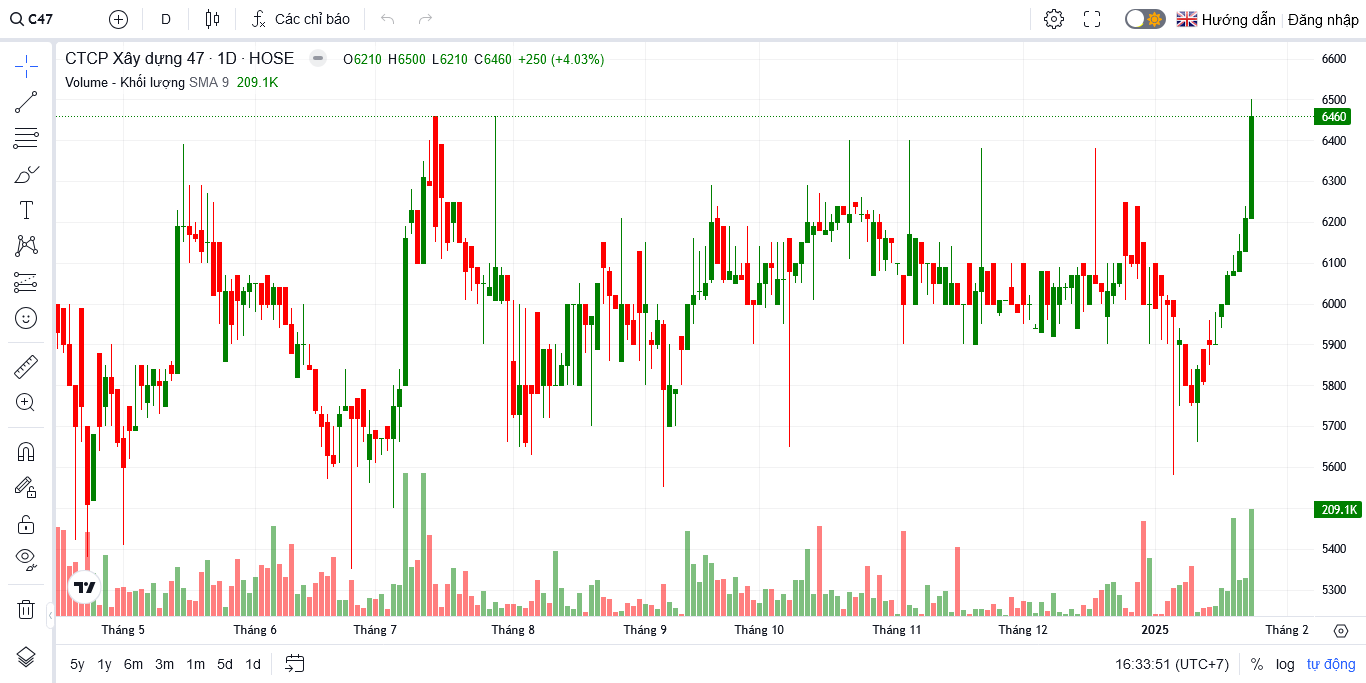 C47 D Các chỉ báo Hướng dẫn Đăng nhập
CTCP Xây dựng 47 · 1D · HOSE O6210 H6500 L6210 C6460 +250 (+4.03%)
Volume - Khối lượng SMA 9 209.1K
6600
6500
6460
6400
6300
6200
6100
6000
5900
5800
5700
5600
209.1K
5400
5300
Tháng 5 Tháng 6 Tháng 7 Tháng 8 Tháng 9 Tháng 10 Tháng 11 Tháng 12 2025 Tháng 2
5y 1y 6m 3m 1m 5d 1d 16:33:51 (UTC+7) % log tự động